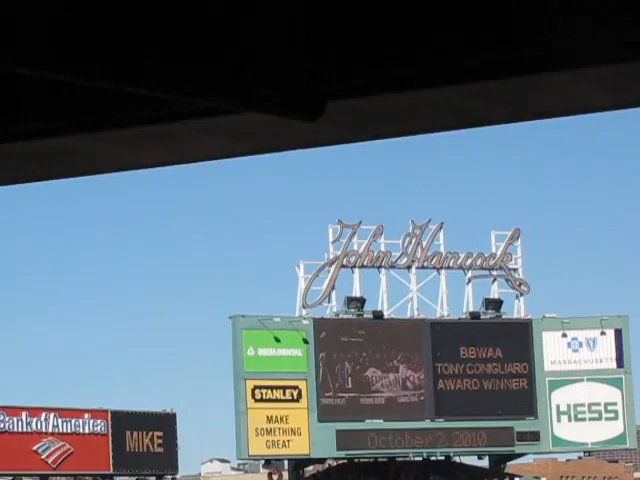 John Hancock
DELTA DENTAL
STANLEY
MAKE
SOMETHING
GREAT
BBWAA
TONY CONIGLIARO
AWARD WINNER
MASSACHUSETTS
HESS
October 2, 2010
Bank of America
MIKE